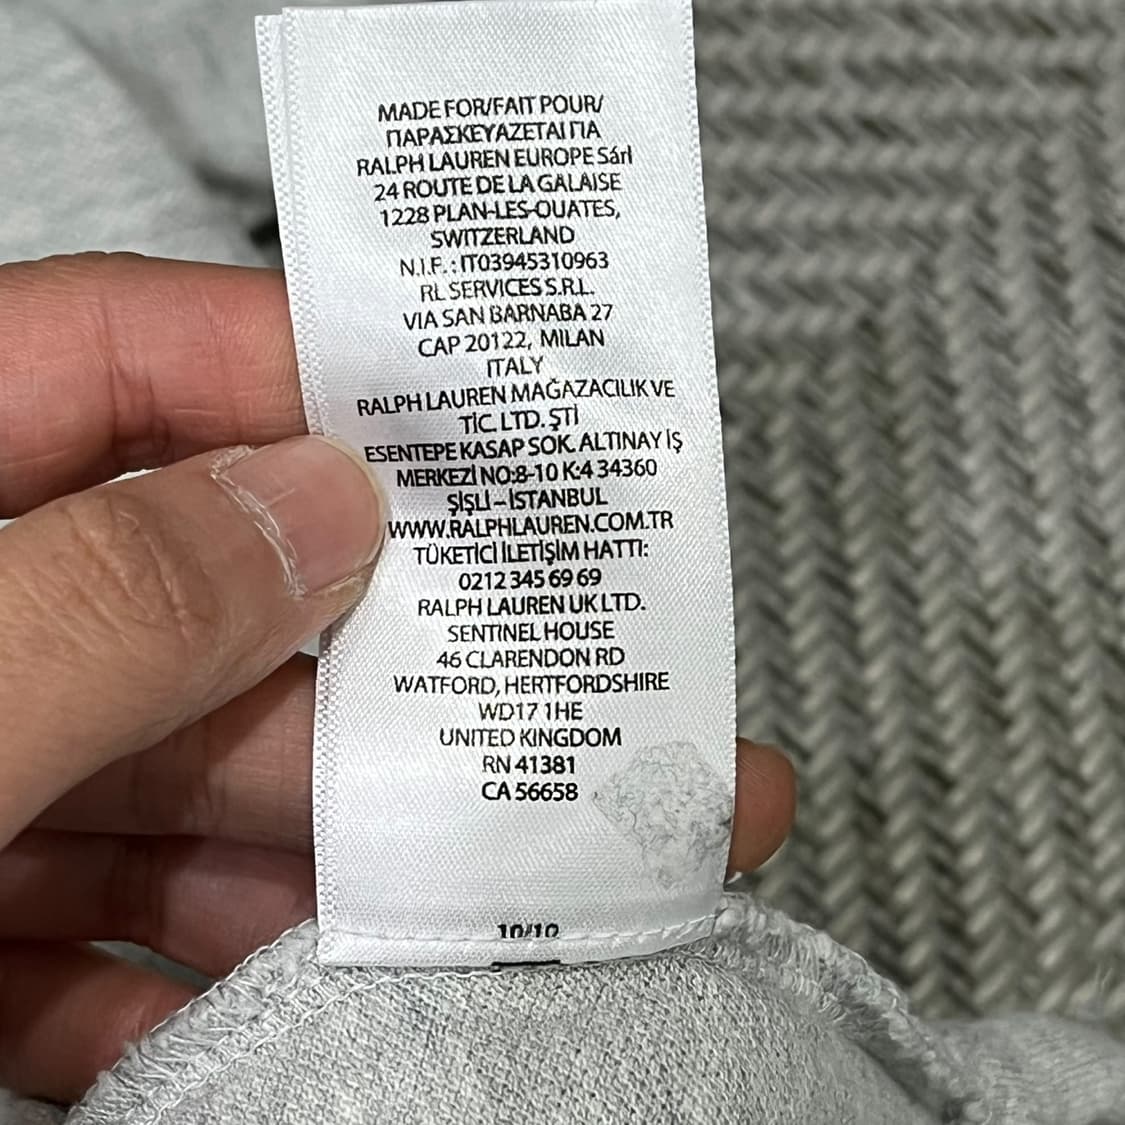 MADE FOR/FAIT POUR/
ΠΑΡΑΣΚΕΥΑΖΕΤΑΙ ΓΙΑ
RALPH LAUREN EUROPE Sárl
24 ROUTE DE LA GALAISE
1228 PLAN-LES-OUATES,
SWITZERLAND
N.I.F. : IT03945310963
RL SERVICES S.R.L.
VIA SAN BARNABA 27
CAP 20122, MILAN
ITALY
RALPH LAUREN MAĞAZACILIK VE
TİC. LTD. ŞTİ
ESENTEPE KASAP SOK. ALTINAY İŞ
MERKEZİ NO:8-10 K:4 34360
ŞİŞLİ – İSTANBUL
WWW.RALPHLAUREN.COM.TR
TÜKETİCİ İLETİŞİM HATTI:
0212 345 69 69
RALPH LAUREN UK LTD.
SENTINEL HOUSE
46 CLARENDON RD
WATFORD, HERTFORDSHIRE
WD17 1HE
UNITED KINGDOM
RN 41381
CA 56658
10/10